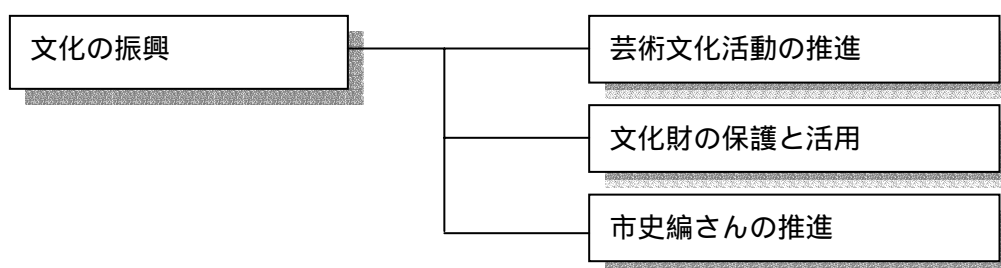 文化の振興
芸術文化活動の推進
文化財の保護と活用
市史編さんの推進